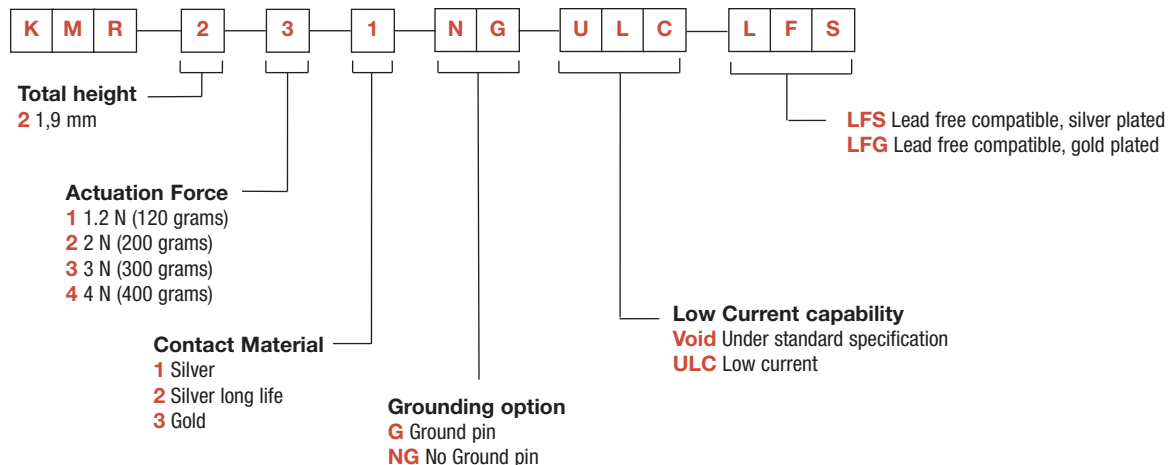 K M R 2 3 1 N G U L C L F S
Total height
2 1,9 mm
LFS Lead free compatible, silver plated
LFG Lead free compatible, gold plated
Actuation Force
1 1.2 N (120 grams)
2 2 N (200 grams)
3 3 N (300 grams)
4 4 N (400 grams)
Low Current capability
Void Under standard specification
ULC Low current
Contact Material
1 Silver
2 Silver long life
3 Gold
Grounding option
G Ground pin
NG No Ground pin